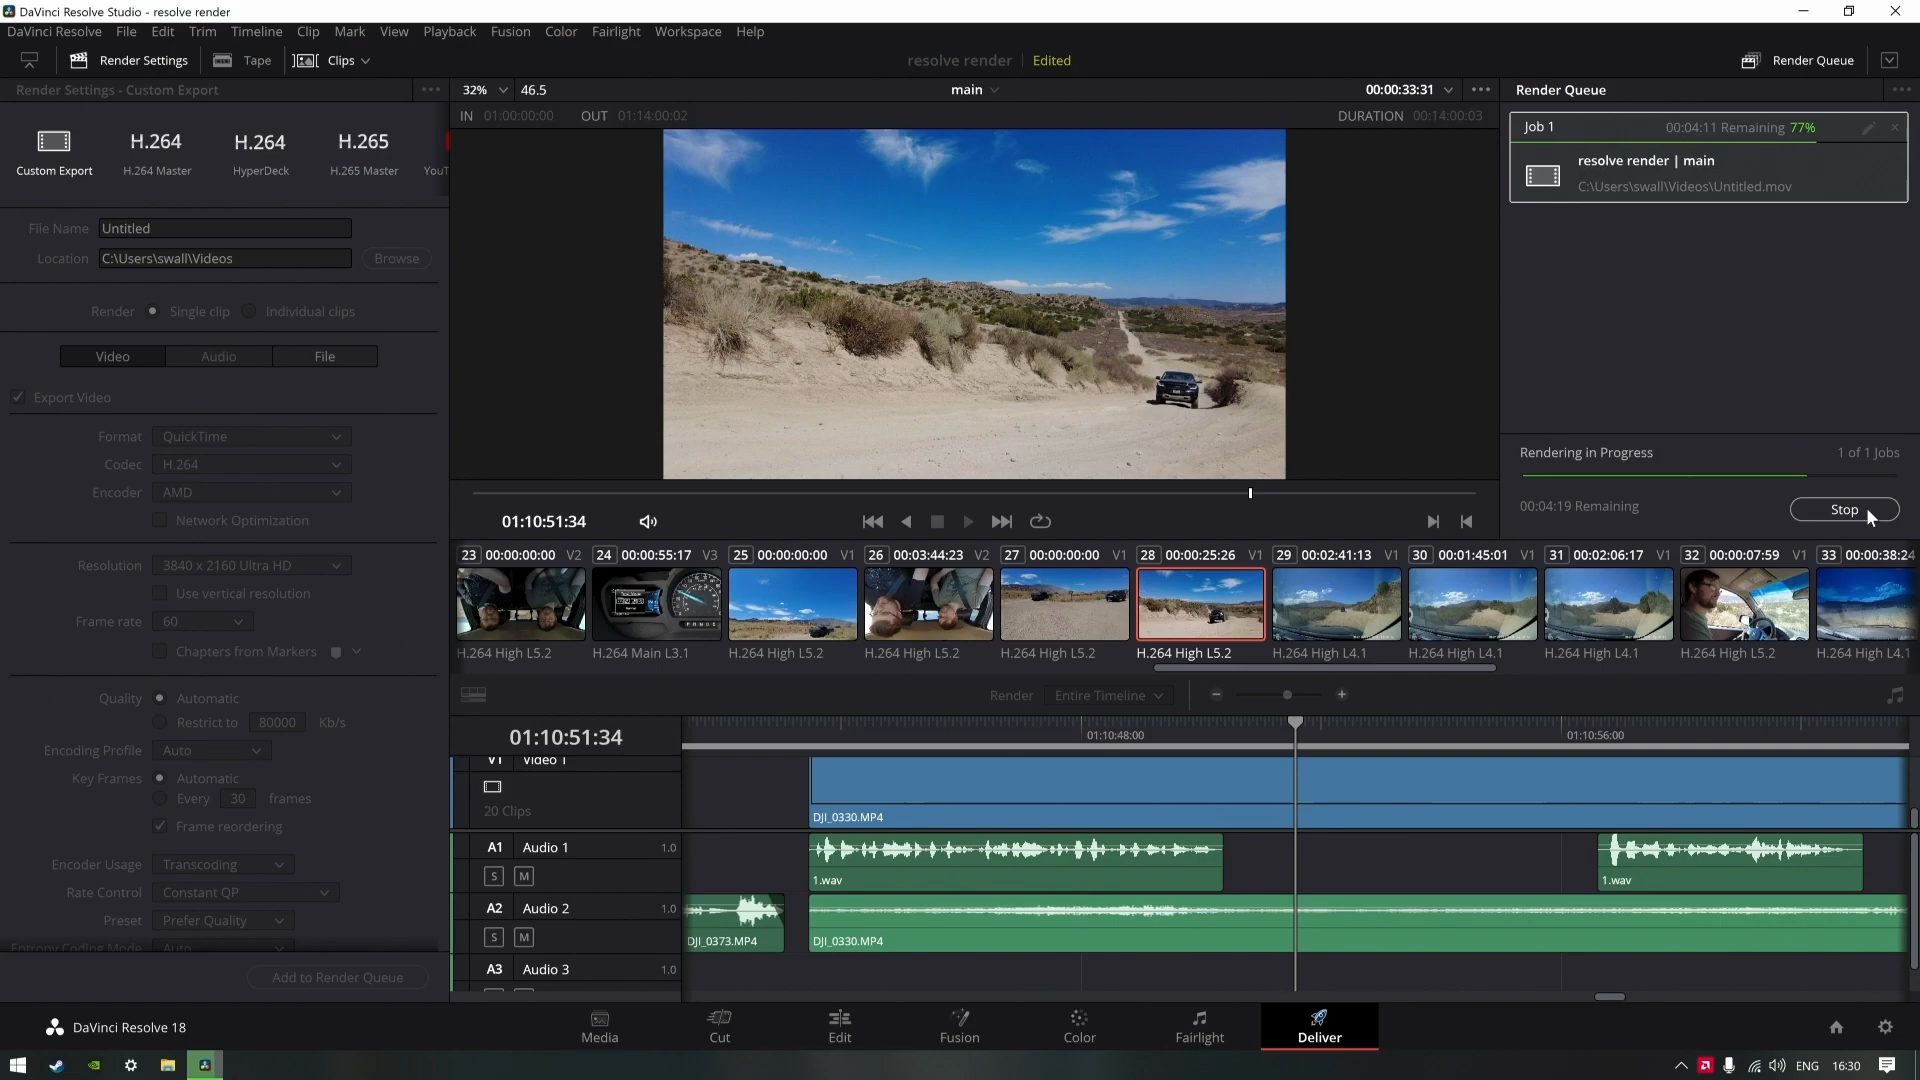 DaVinci Resolve Studio - resolve render
DaVinci Resolve File Edit Trim Timeline Clip Mark View Playback Fusion Color Fairlight Workspace Help
Render Settings Tape Clips resolve render Edited Render Queue
Render Settings - Custom Export
32% 46.5 main 00:00:33:31
Render Queue
IN 01:00:00:00 OUT 01:14:00:02 DURATION 00:14:00:03
Custom Export
H.264
H.264 Master
H.264
HyperDeck
H.265
H.265 Master
YouT
Job 1 00:04:11 Remaining 77%
resolve render | main
C:\Users\swall\Videos\Untitled.mov
File Name Untitled
Location C:\Users\swall\Videos Browse
Render Single clip Individual clips
Video Audio File
Export Video
Format QuickTime
Codec H.264
Encoder AMD
Network Optimization
Resolution 3840 x 2160 Ultra HD
Use vertical resolution
Frame rate 60
Chapters from Markers
Quality Automatic
Restrict to 80000 Kb/s
Encoding Profile Auto
Key Frames Automatic
Every 30 frames
Frame reordering
Encoder Usage Transcoding
Rate Control Constant QP
Preset Prefer Quality
Entropy Coding Mode Auto
Add to Render Queue
Rendering in Progress 1 of 1 Jobs
00:04:19 Remaining Stop
01:10:51:34
23 00:00:00:00 V2 24 00:00:55:17 V3 25 00:00:00:00 V1 26 00:03:44:23 V2 27 00:00:00:00 V1 28 00:00:25:26 V1 29 00:02:41:13 V1 30 00:01:45:01 V1 31 00:02:06:17 V1 32 00:00:07:59 V1 33 00:00:38:24
H.264 High L5.2 H.264 Main L3.1 H.264 High L5.2 H.264 High L5.2 H.264 High L5.2 H.264 High L5.2 H.264 High L4.1 H.264 High L4.1 H.264 High L4.1 H.264 High L5.2 H.264 High L4.1
Render Entire Timeline
01:10:51:34 01:10:48:00 01:10:56:00
V1 Video 1
20 Clips
DJI_0330.MP4
A1 Audio 1 1.0
S M
1.wav 1.wav
A2 Audio 2 1.0
S M
DJI_0373.MP4 DJI_0330.MP4
A3 Audio 3 1.0
DaVinci Resolve 18
Media Cut Edit Fusion Color Fairlight Deliver
ENG 16:30